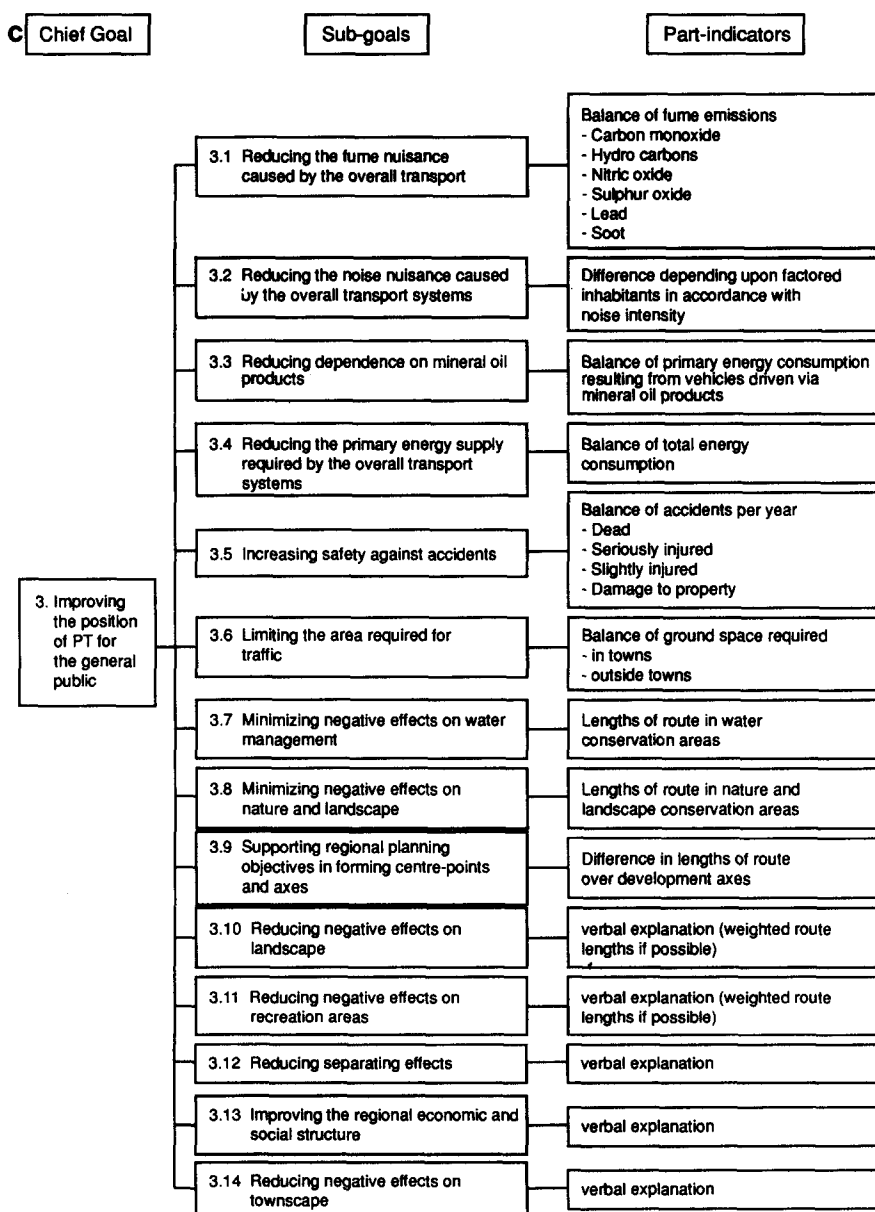 c Chief Goal
Sub-goals
Part-indicators
3. Improving
the position
of PT for
the general
public
3.1 Reducing the fume nuisance
caused by the overall transport
Balance of fume emissions
- Carbon monoxide
- Hydro carbons
- Nitric oxide
- Sulphur oxide
- Lead
- Soot
3.2 Reducing the noise nuisance caused
by the overall transport systems
Difference depending upon factored
inhabitants in accordance with
noise intensity
3.3 Reducing dependence on mineral oil
products
Balance of primary energy consumption
resulting from vehicles driven via
mineral oil products
3.4 Reducing the primary energy supply
required by the overall transport
systems
Balance of total energy
consumption
3.5 Increasing safety against accidents
Balance of accidents per year
- Dead
- Seriously injured
- Slightly injured
- Damage to property
3.6 Limiting the area required for
traffic
Balance of ground space required
- in towns
- outside towns
3.7 Minimizing negative effects on water
management
Lengths of route in water
conservation areas
3.8 Minimizing negative effects on
nature and landscape
Lengths of route in nature and
landscape conservation areas
3.9 Supporting regional planning
objectives in forming centre-points
and axes
Difference in lengths of route
over development axes
3.10 Reducing negative effects on
landscape
verbal explanation (weighted route
lengths if possible)
3.11 Reducing negative effects on
recreation areas
verbal explanation (weighted route
lengths if possible)
3.12 Reducing separating effects
verbal explanation
3.13 Improving the regional economic and
social structure
verbal explanation
3.14 Reducing negative effects on
townscape
verbal explanation